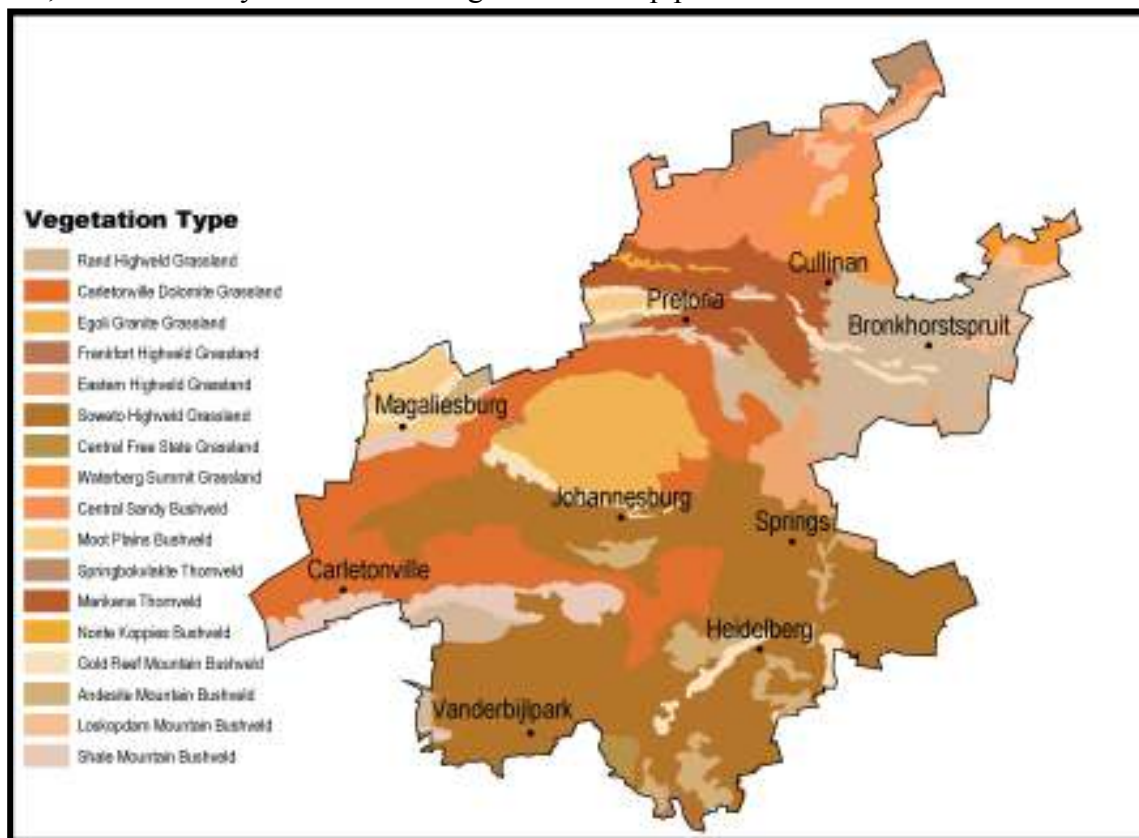 Vegetation Type
Rand Highveld Grassland
Carletonville Dolomite Grassland
Egoli Granite Grassland
Frankfort Highveld Grassland
Eastern Highveld Grassland
Soweto Highveld Grassland
Central Free State Grassland
Waterberg Summit Grassland
Central Sandy Bushveld
Moot Plains Bushveld
Springbokvlakte Thornveld
Marikana Thornveld
Norite Koppies Bushveld
Gold Reef Mountain Bushveld
Andesite Mountain Bushveld
Loskopdam Mountain Bushveld
Shale Mountain Bushveld
Cullinan
Pretoria
Bronkhorstspruit
Magaliesburg
Johannesburg
Springs
Carletonville
Heidelberg
Vanderbijlpark